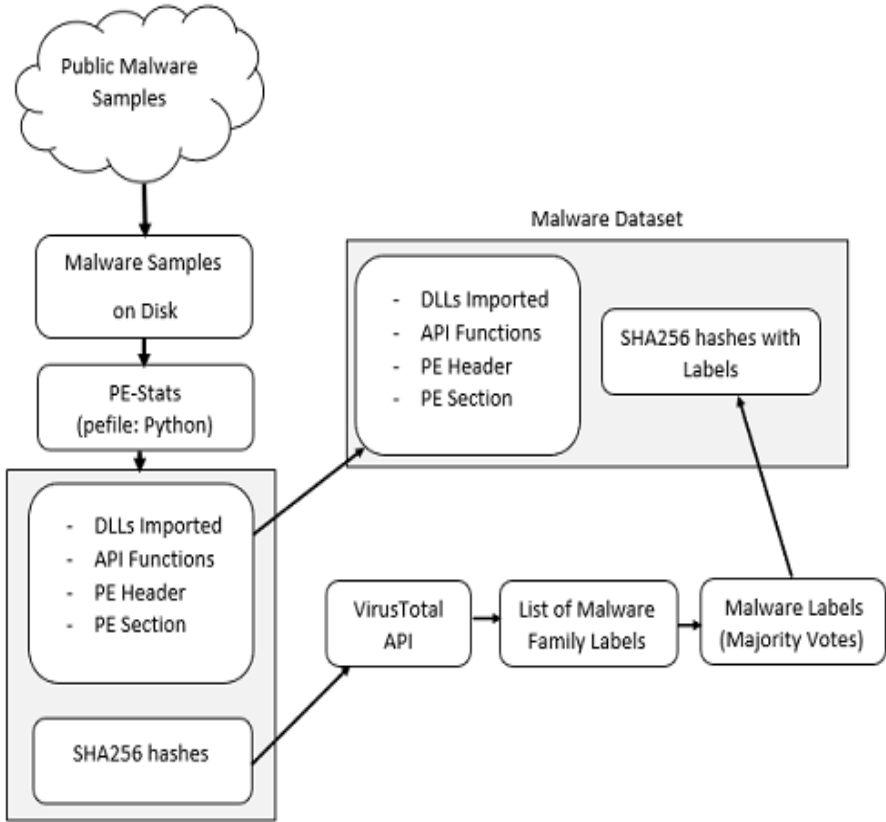 Public Malware
Samples
Malware Samples
on Disk
PE-Stats
(pefile: Python)
- DLLs Imported
- API Functions
- PE Header
- PE Section
SHA256 hashes
Malware Dataset
- DLLs Imported
- API Functions
- PE Header
- PE Section
SHA256 hashes with
Labels
VirusTotal
API
List of Malware
Family Labels
Malware Labels
(Majority Votes)